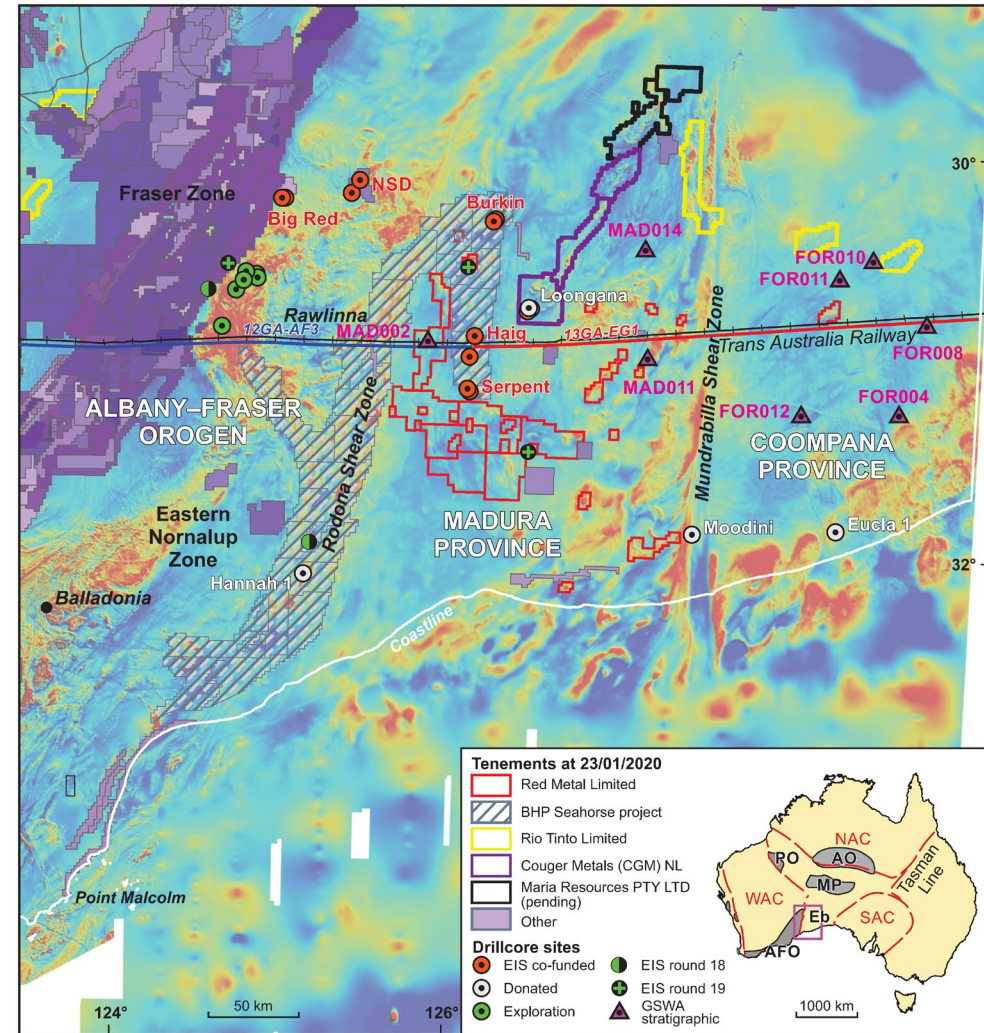 30°
Fraser Zone
NSD
Big Red
Burkin
MAD014
FOR010
FOR011
Loongana
Rawlinna
12GA-AF3
MAD002
Haig
13GA-EG1
Trans Australia Railway
FOR008
MAD011
Serpent
FOR012
FOR004
ALBANY–FRASER
OROGEN
Rodona Shear Zone
Mundrabilla Shear Zone
COOMPANA
PROVINCE
MADURA
PROVINCE
Eastern
Nornalup
Zone
Moodini
Eucla 1
32°
Hannah 1
Balladonia
Coastline
Point Malcolm
124°
50 km
126°
Tenements at 23/01/2020
Red Metal Limited
BHP Seahorse project
Rio Tinto Limited
Couger Metals (CGM) NL
Maria Resources PTY LTD
(pending)
Other
Drillcore sites
EIS co-funded
Donated
Exploration
EIS round 18
EIS round 19
GSWA
stratigraphic
NAC
PO
AO
MP
Tasman
Line
WAC
Eb
SAC
AFO
1000 km